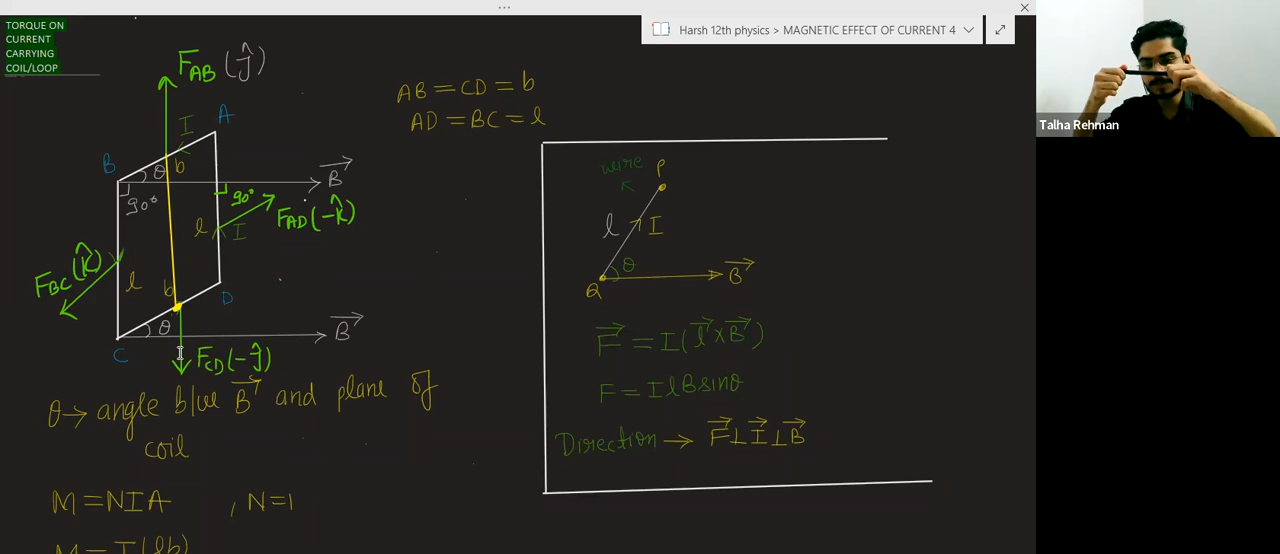 TORQUE ON
CURRENT
CARRYING
COIL/LOOP
Harsh 12th physics > MAGNETIC EFFECT OF CURRENT 4
Talha Rehman
F_AB (ĵ)
I
A
B
θ
b
B⃗
90°
90°
l
I
F_AD(-k̂)
F_BC(k̂)
l
b
D
θ
B⃗
C
F_CD(-ĵ)
AB = CD = b
AD = BC = l
wire
P
l
I
θ
Q
B⃗
F⃗ = I(l⃗×B⃗)
F = IlBsinθ
Direction → F⃗⊥I⃗⊥B⃗
θ→ angle b/w B⃗ and plane of
coil
M = NIA , N=1
M = I(lb)